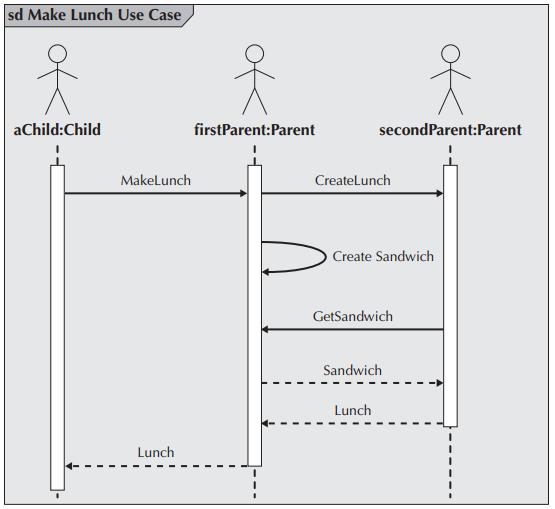 sd Make Lunch Use Case
aChild:Child
firstParent:Parent
secondParent:Parent
MakeLunch
CreateLunch
Create Sandwich
GetSandwich
Sandwich
Lunch
Lunch